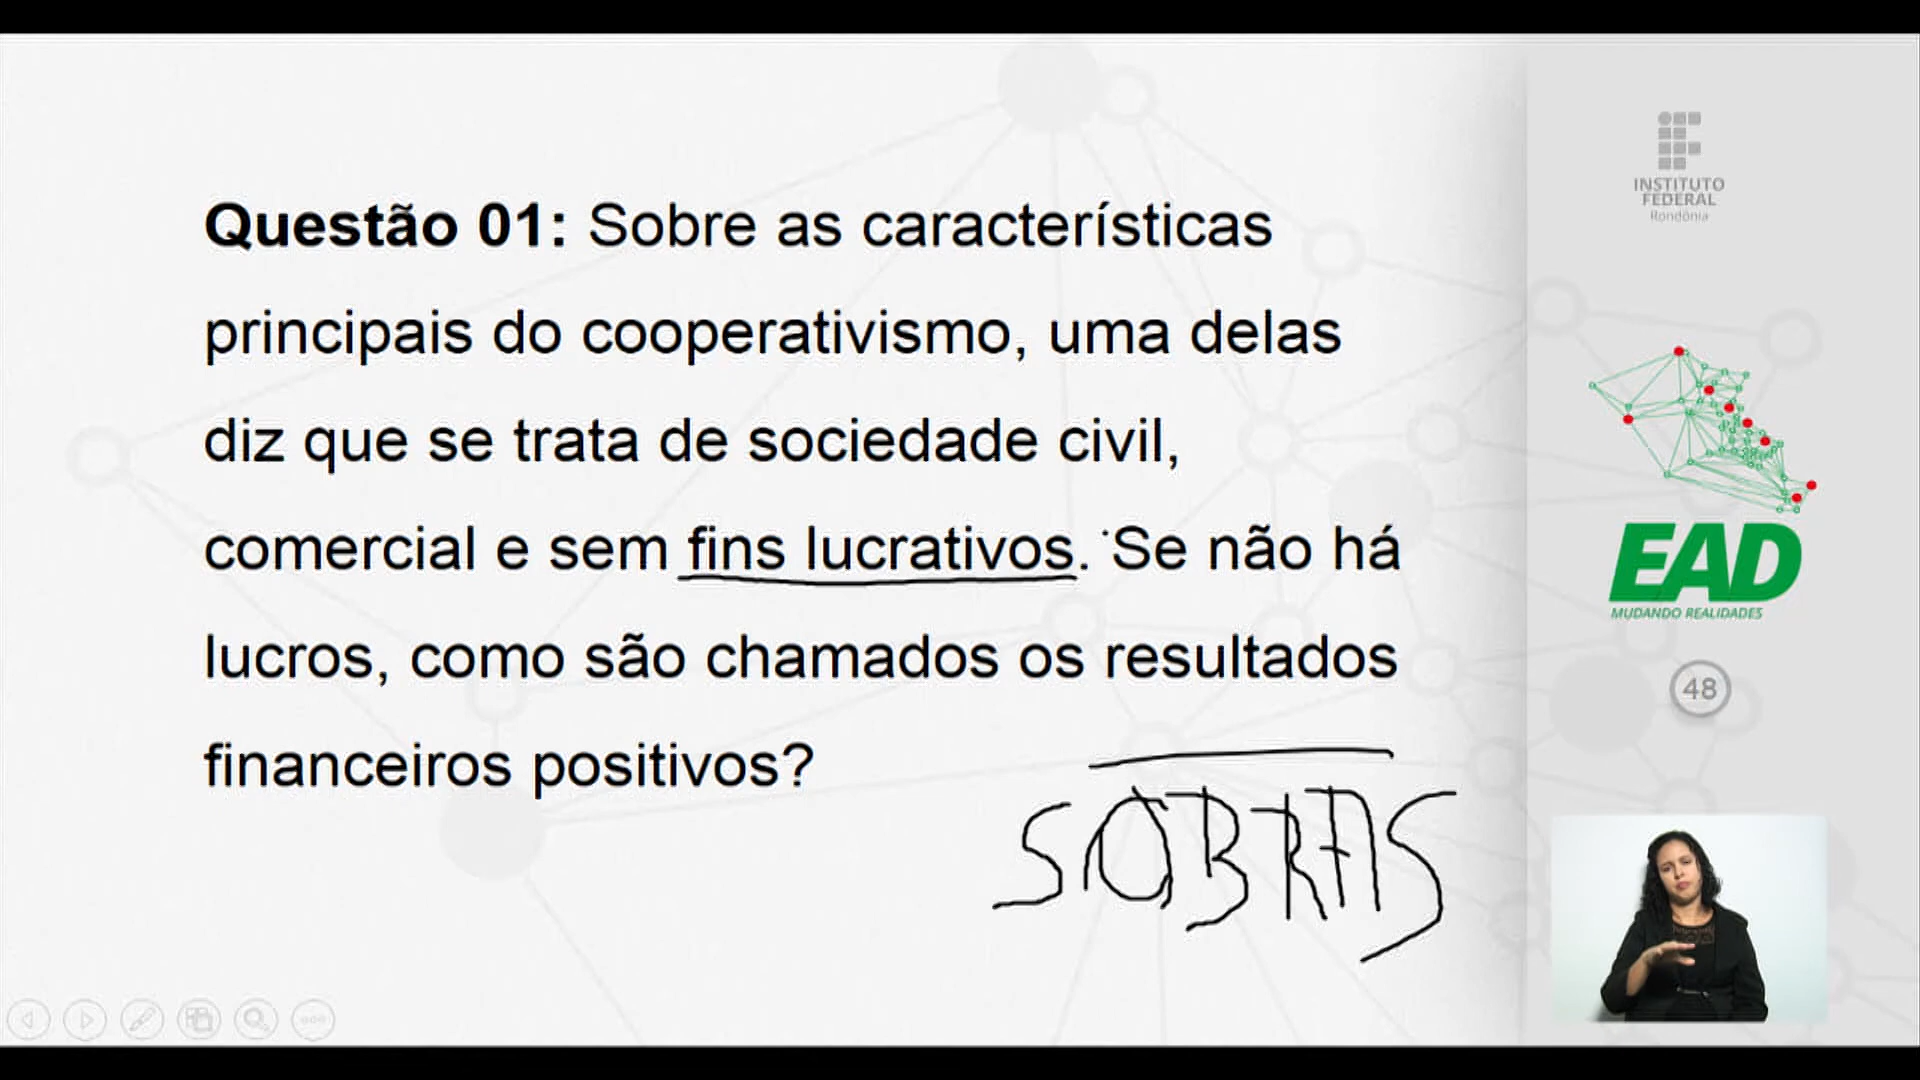 Questão 01: Sobre as características
principais do cooperativismo, uma delas
diz que se trata de sociedade civil,
comercial e sem fins lucrativos. Se não há
lucros, como são chamados os resultados
financeiros positivos?
SOBRAS
INSTITUTO
FEDERAL
Rondônia
EAD
MUDANDO REALIDADES
48